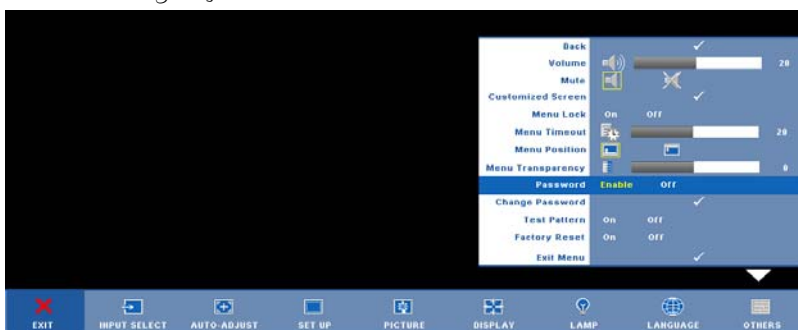 Back
Volume 20
Mute
Customized Screen
Menu Lock On Off
Menu Timeout 20
Menu Position
Menu Transparency 0
Password Enable Off
Change Password
Test Pattern On Off
Factory Reset On Off
Exit Menu
EXIT INPUT SELECT AUTO-ADJUST SET UP PICTURE DISPLAY LAMP LANGUAGE OTHERS